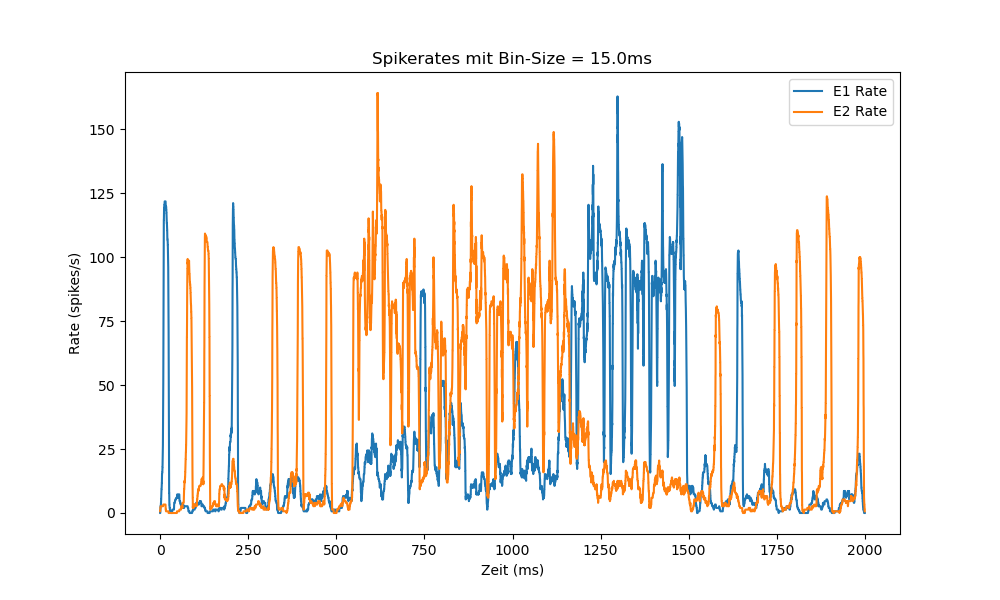 Spikerates mit Bin-Size = 15.0ms
E1 Rate
E2 Rate
Rate (spikes/s)
150
125
100
75
50
25
0
0 250 500 750 1000 1250 1500 1750 2000
Zeit (ms)